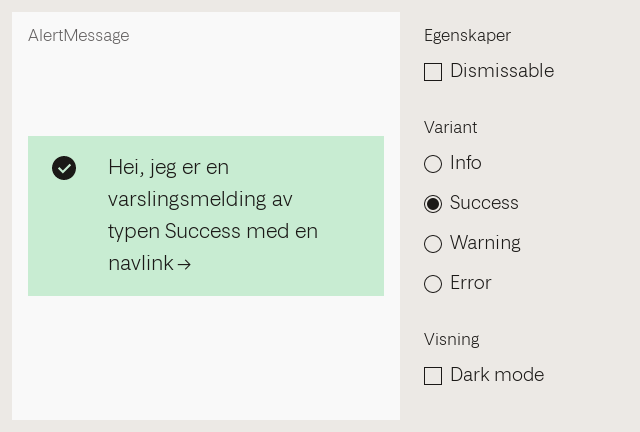 AlertMessage
Hei, jeg er en
varslingsmelding av
typen Success med en
navlink→
Egenskaper
Dismissable
Variant
Info
Success
Warning
Error
Visning
Dark mode